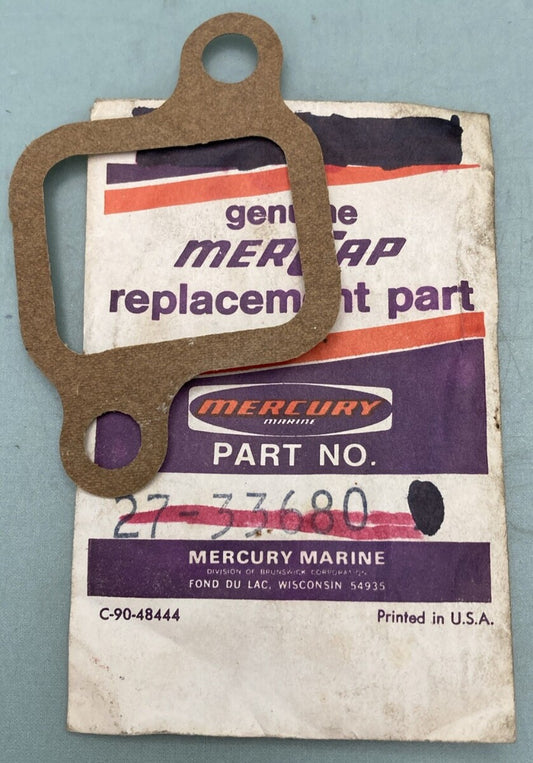 genuine
MERCZAP
replacement part
MERCURY
MARINE
PART NO.
27-33680
MERCURY MARINE
DIVISION OF BRUNSWICK CORPORATION
FOND DU LAC, WISCONSIN 54935
C-90-48444
Printed in U.S.A.